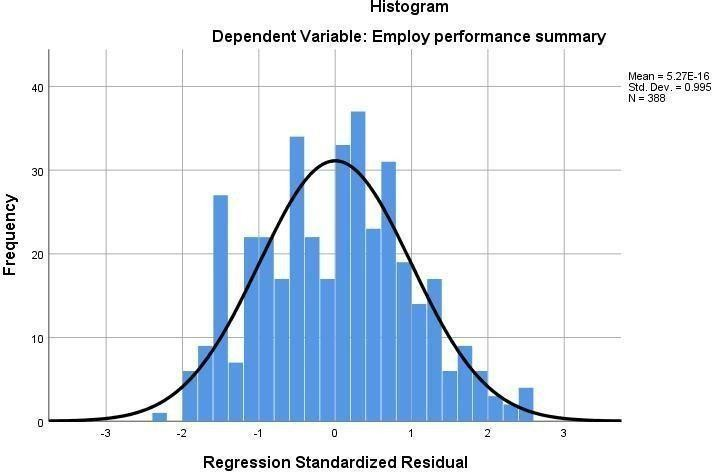 Histogram
Dependent Variable: Employ performance summary
Mean = 5.27E-16
Std. Dev. = 0.995
N = 388
40
30
20
10
0
Frequency
-3 -2 -1 0 1 2 3
Regression Standardized Residual